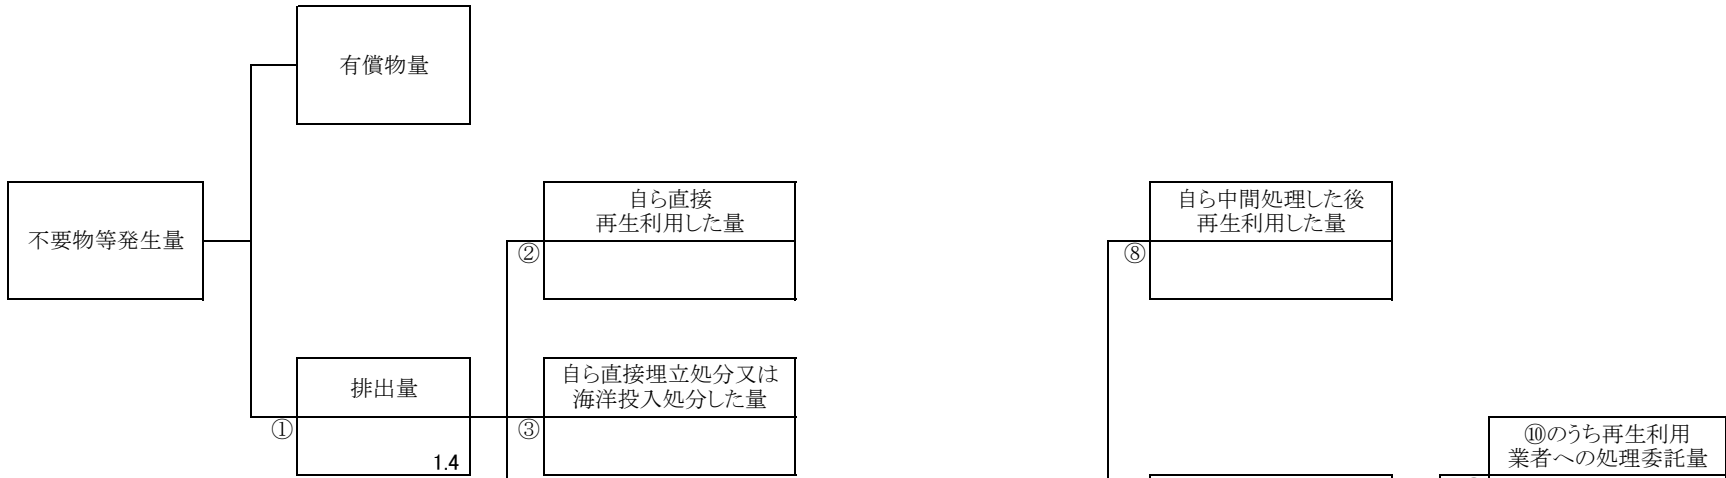 有償物量
不要物等発生量
自ら直接
再生利用した量
②
自ら中間処理した後
再生利用した量
⑧
排出量
①
1.4
自ら直接埋立処分又は
海洋投入処分した量
③
⑩のうち再生利用
業者への処理委託量